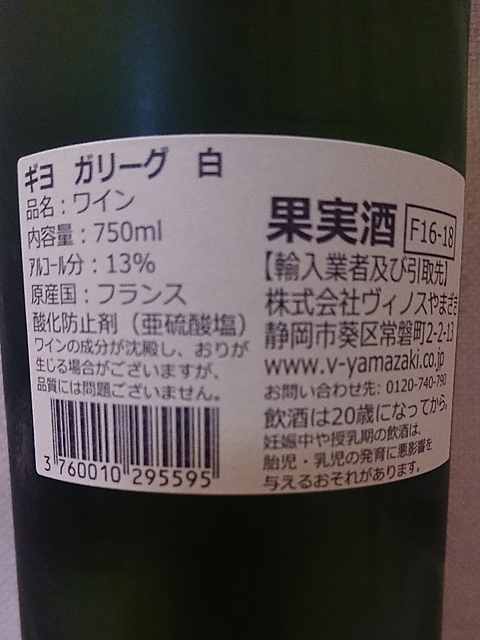 ギヨ ガリーグ 白
品名：ワイン
内容量：750ml
アルコール分：13%
原産国：フランス
酸化防止剤（亜硫酸塩）
ワインの成分が沈殿し、おりが
生じる場合がございますが、
品質には問題ございません。
3 760010 295595
果実酒 F16-18
【輸入業者及び引取先】
株式会社ヴィノスやまざき
静岡市葵区常磐町2-2-13
www.v-yamazaki.co.jp
お問い合わせ先：0120-740-790
飲酒は20歳になってから。
妊娠中や授乳期の飲酒は、
胎児・乳児の発育に悪影響を
与えるおそれがあります。